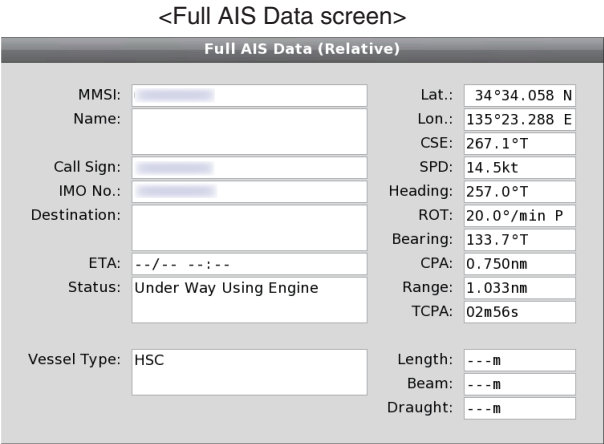 <Full AIS Data screen>
Full AIS Data (Relative)
MMSI:
Name:
Call Sign:
IMO No.:
Destination:
ETA: --/-- --:--
Status: Under Way Using Engine
Vessel Type: HSC
Lat.: 34°34.058 N
Lon.: 135°23.288 E
CSE: 267.1°T
SPD: 14.5kt
Heading: 257.0°T
ROT: 20.0°/min P
Bearing: 133.7°T
CPA: 0.750nm
Range: 1.033nm
TCPA: 02m56s
Length: ---m
Beam: ---m
Draught: ---m